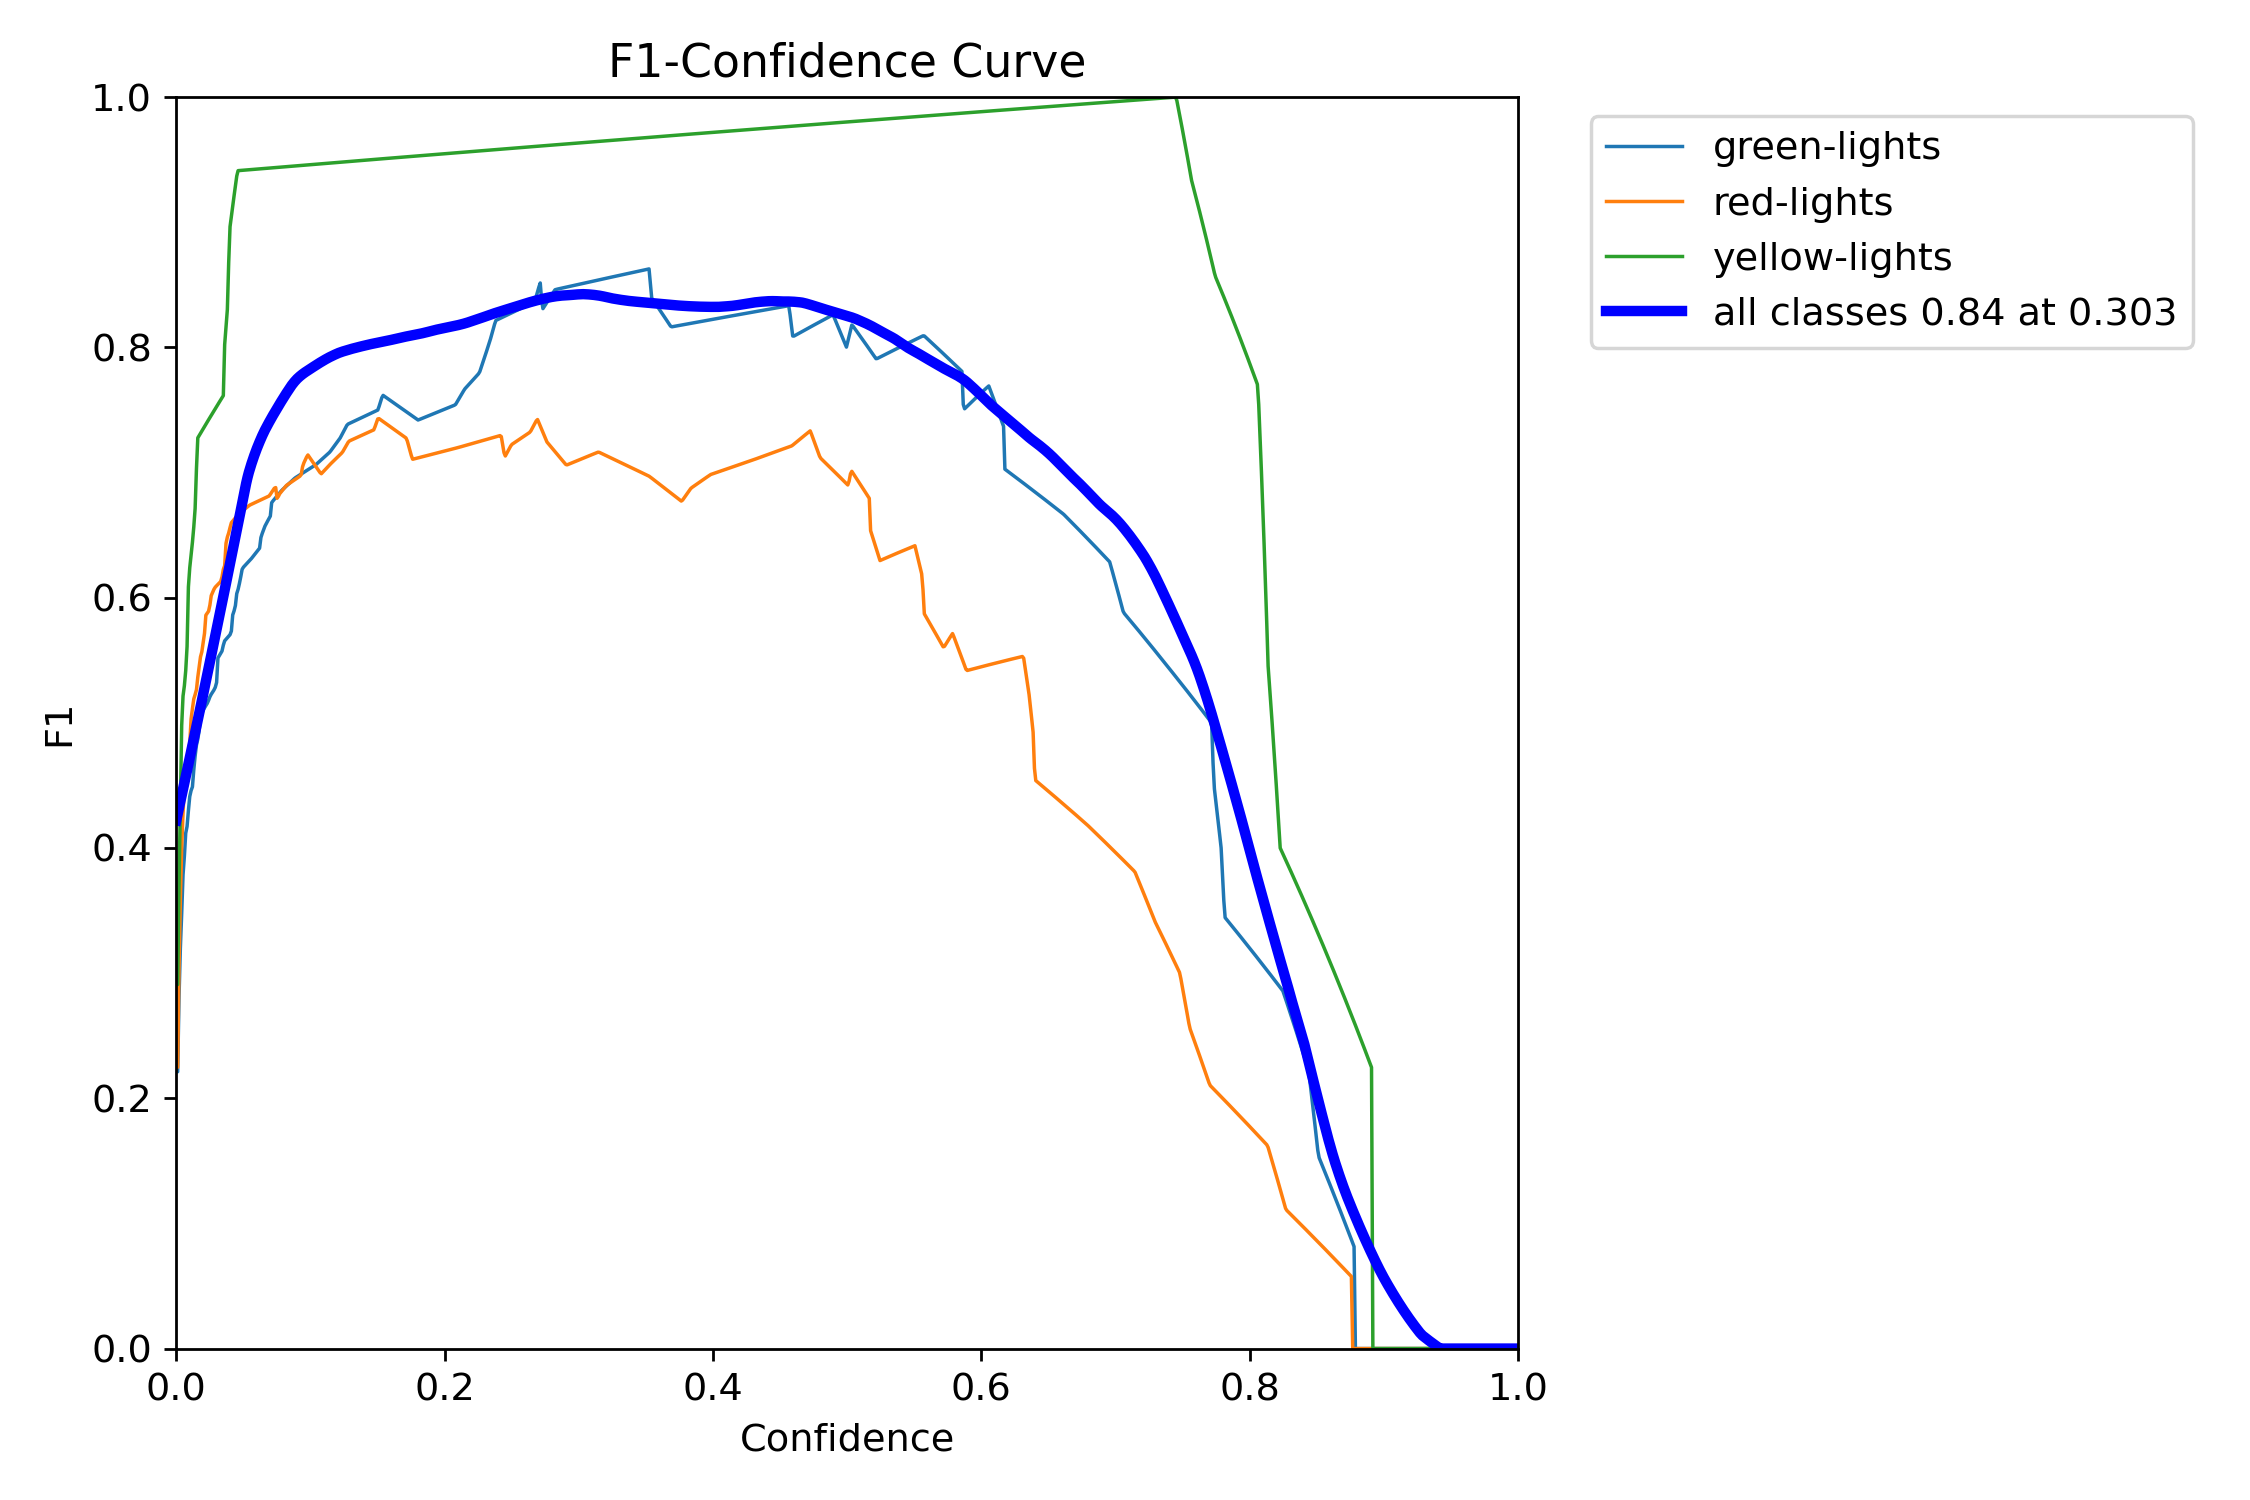 F1-Confidence Curve
1.0
0.8
0.6
0.4
0.2
0.0
F1
0.0 0.2 0.4 0.6 0.8 1.0
Confidence
green-lights
red-lights
yellow-lights
all classes 0.84 at 0.303